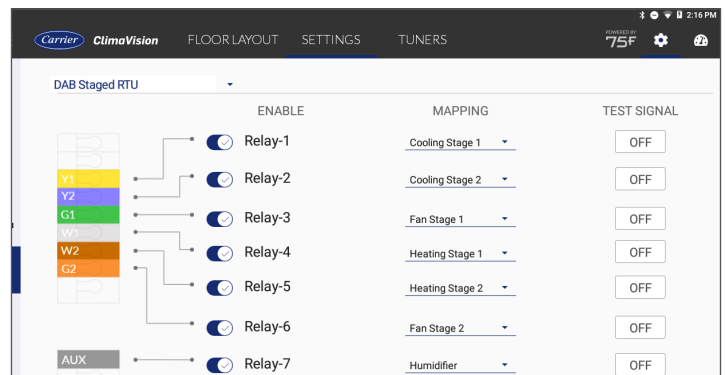 2:16 PM
Carrier ClimaVision FLOOR LAYOUT SETTINGS TUNERS POWERED BY 75F
DAB Staged RTU
ENABLE MAPPING TEST SIGNAL
Relay-1 Cooling Stage 1 OFF
Y1 Relay-2 Cooling Stage 2 OFF
Y2
G1 Relay-3 Fan Stage 1 OFF
W1
W2 Relay-4 Heating Stage 1 OFF
G2
Relay-5 Heating Stage 2 OFF
Relay-6 Fan Stage 2 OFF
AUX Relay-7 Humidifier OFF